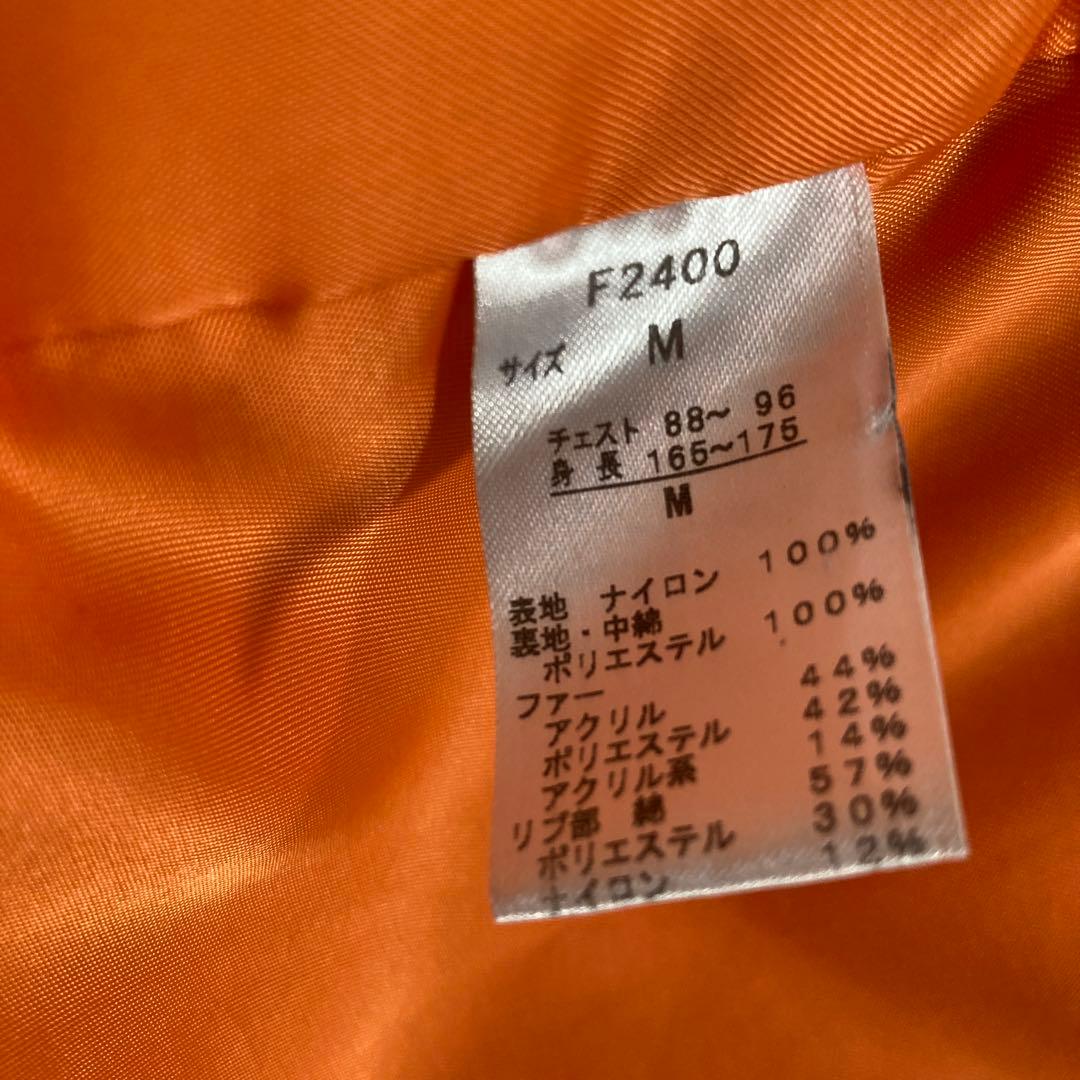 F2400
サイズ M
チェスト 88～ 96
身 長 165～175
M
表地 ナイロン 100%
裏地・中綿
ポリエステル 100%
ファー
アクリル 44%
ポリエステル 42%
アクリル系 14%
リブ部 綿 57%
ポリエステル 30%
ナイロン 12%